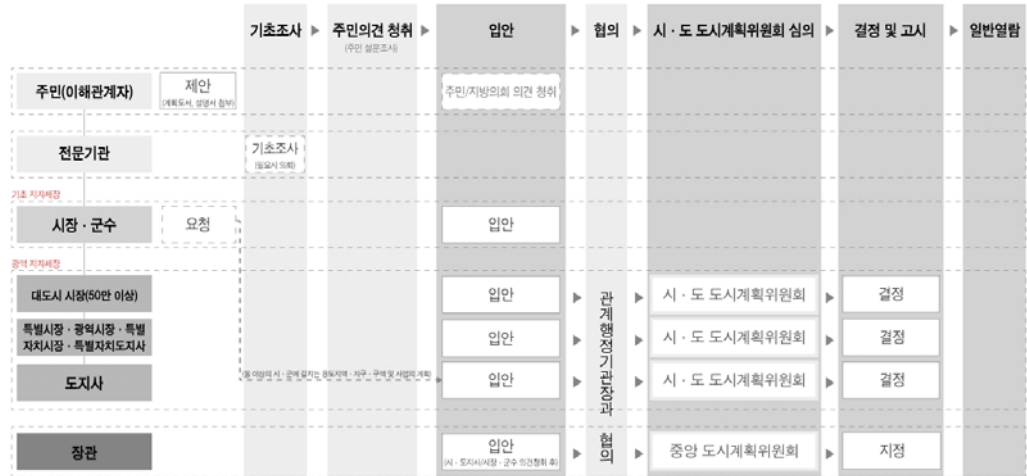 기초조사 ▶ 주민의견 청취 ▶ 입안 ▶ 협의 ▶ 시 · 도 도시계획위원회 심의 ▶ 결정 및 고시 ▶ 일반열람
(주민 설문조사)
주민(이해관계자) 제안 주민/지방의회 의견 청취
(계획도서, 설명서 첨부)
전문기관 기초조사
(필요시 의뢰)
기초 지자체장
시장 · 군수 요청 입안
광역 지자체장
대도시 시장(50만 이상) 입안 ▶ 시 · 도 도시계획위원회 ▶ 결정
특별시장 · 광역시장 · 특별
자치시장 · 특별자치도지사 입안 ▶ 시 · 도 도시계획위원회 ▶ 결정
도지사 (둘 이상의 시 · 군에 걸치는 용도지역 · 지구 · 구역 및 사업의 계획) 입안 ▶ 시 · 도 도시계획위원회 ▶ 결정
관계행정기관장과 협의
장관 입안 ▶ 중앙 도시계획위원회 ▶ 지정
(시 · 도지사/시장 · 군수 의견청취 후)